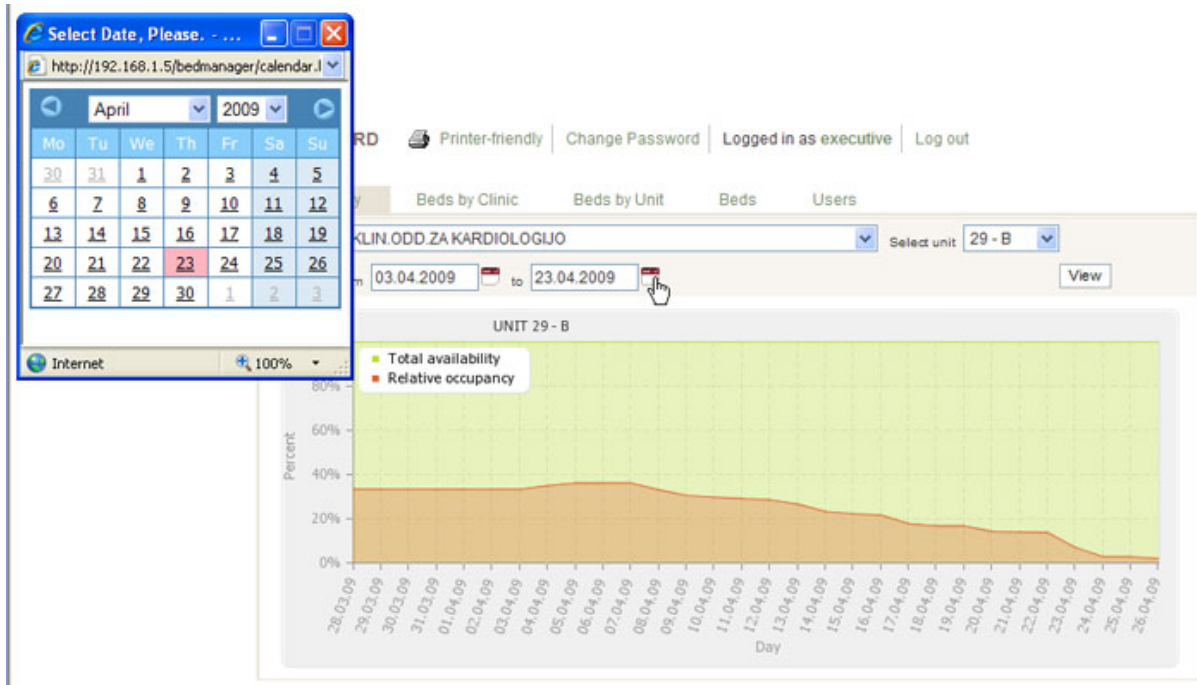 Select Date, Please. - ...
http://192.168.1.5/bedmanager/calendar.l
April 2009
Mo Tu We Th Fr Sa Su
30 31 1 2 3 4 5
6 7 8 9 10 11 12
13 14 15 16 17 18 19
20 21 22 23 24 25 26
27 28 29 30 1 2 3
Internet 100%
RD Printer-friendly Change Password Logged in as executive Log out
y Beds by Clinic Beds by Unit Beds Users
KLIN.ODD.ZA KARDIOLOGIJO Select unit 29 - B
m 03.04.2009 to 23.04.2009 View
UNIT 29 - B
Total availability
Relative occupancy
80%
60%
40%
20%
0%
Percent
28.03.09 29.03.09 30.03.09 31.03.09 01.04.09 02.04.09 03.04.09 04.04.09 05.04.09 06.04.09 07.04.09 08.04.09 09.04.09 10.04.09 11.04.09 12.04.09 13.04.09 14.04.09 15.04.09 16.04.09 17.04.09 18.04.09 19.04.09 20.04.09 21.04.09 22.04.09 23.04.09 24.04.09 25.04.09 26.04.09
Day